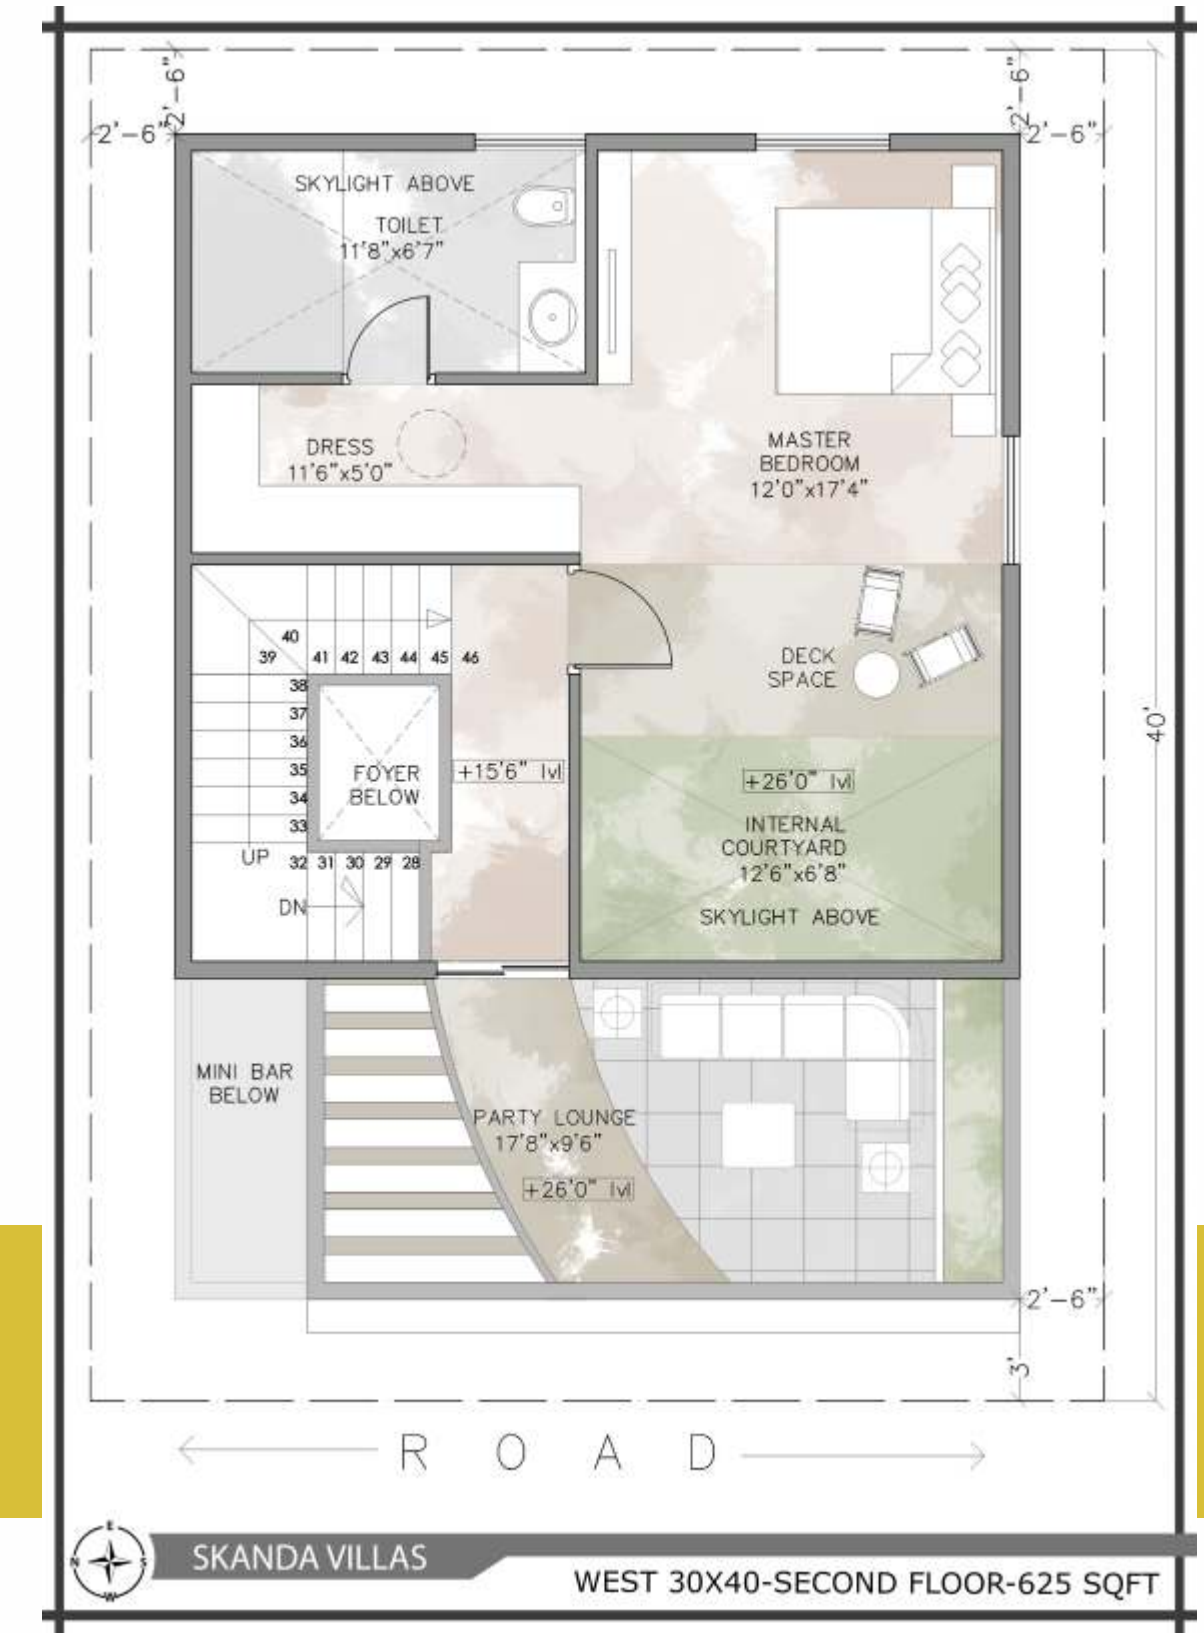 2'-6"
2'-6"
2'-6"
2'-6"
SKYLIGHT ABOVE
TOILET
11'8"x6'7"
DRESS
11'6"x5'0"
MASTER
BEDROOM
12'0"x17'4"
40
39
41
42
43
44
45
46
38
37
36
35
34
33
32
31
30
29
28
UP
DN
FOYER
BELOW
+15'6" lvl
DECK
SPACE
40'
+26'0" lvl
INTERNAL
COURTYARD
12'6"x6'8"
SKYLIGHT ABOVE
MINI BAR
BELOW
PARTY LOUNGE
17'8"x9'6"
+26'0" lvl
2'-6"
3'
ROAD
E
N
S
W
SKANDA VILLAS
WEST 30X40-SECOND FLOOR-625 SQFT